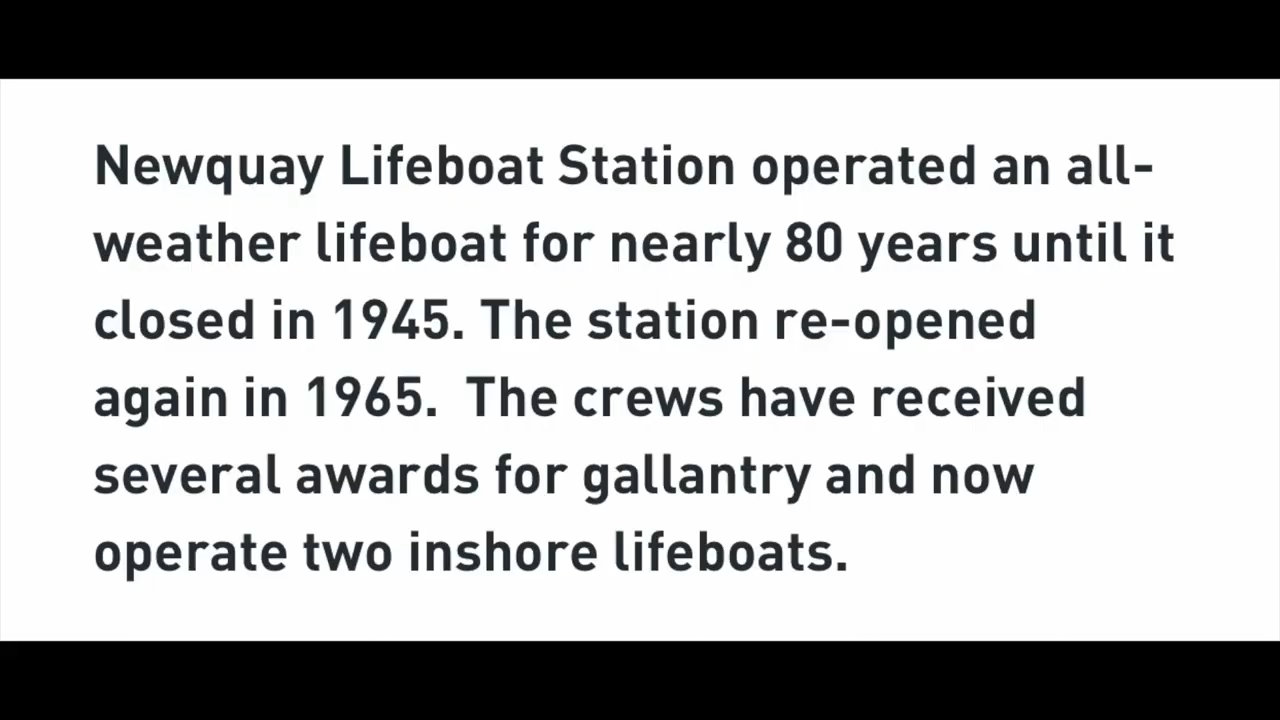 Newquay Lifeboat Station operated an all-
weather lifeboat for nearly 80 years until it
closed in 1945. The station re-opened
again in 1965.  The crews have received
several awards for gallantry and now
operate two inshore lifeboats.